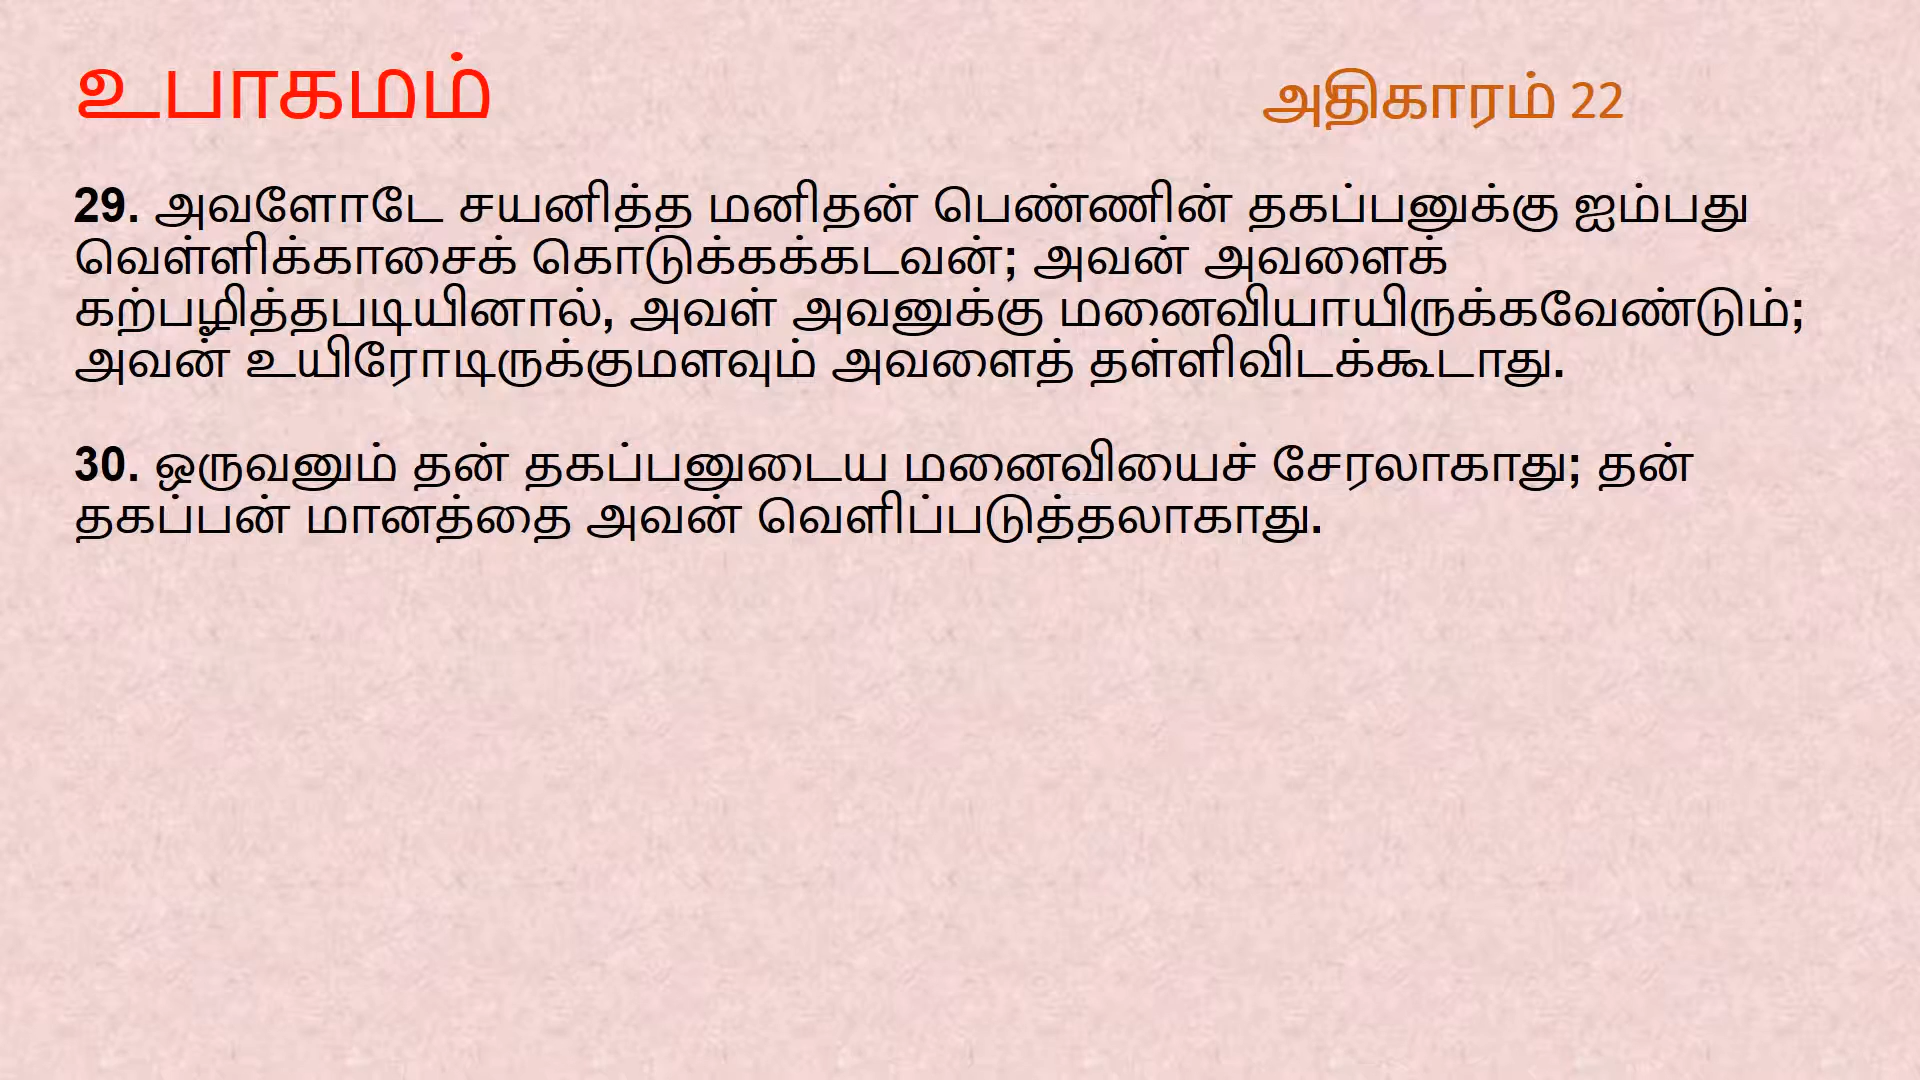 உபாகமம்
அதிகாரம் 22
29. அவளோடே சயனித்த மனிதன் பெண்ணின் தகப்பனுக்கு ஐம்பது
வெள்ளிக்காசைக் கொடுக்கக்கடவன்; அவன் அவளைக்
கற்பழித்தபடியினால், அவள் அவனுக்கு மனைவியாயிருக்கவேண்டும்;
அவன் உயிரோடிருக்குமளவும் அவளைத் தள்ளிவிடக்கூடாது.
30. ஒருவனும் தன் தகப்பனுடைய மனைவியைச் சேரலாகாது; தன்
தகப்பன் மானத்தை அவன் வெளிப்படுத்தலாகாது.